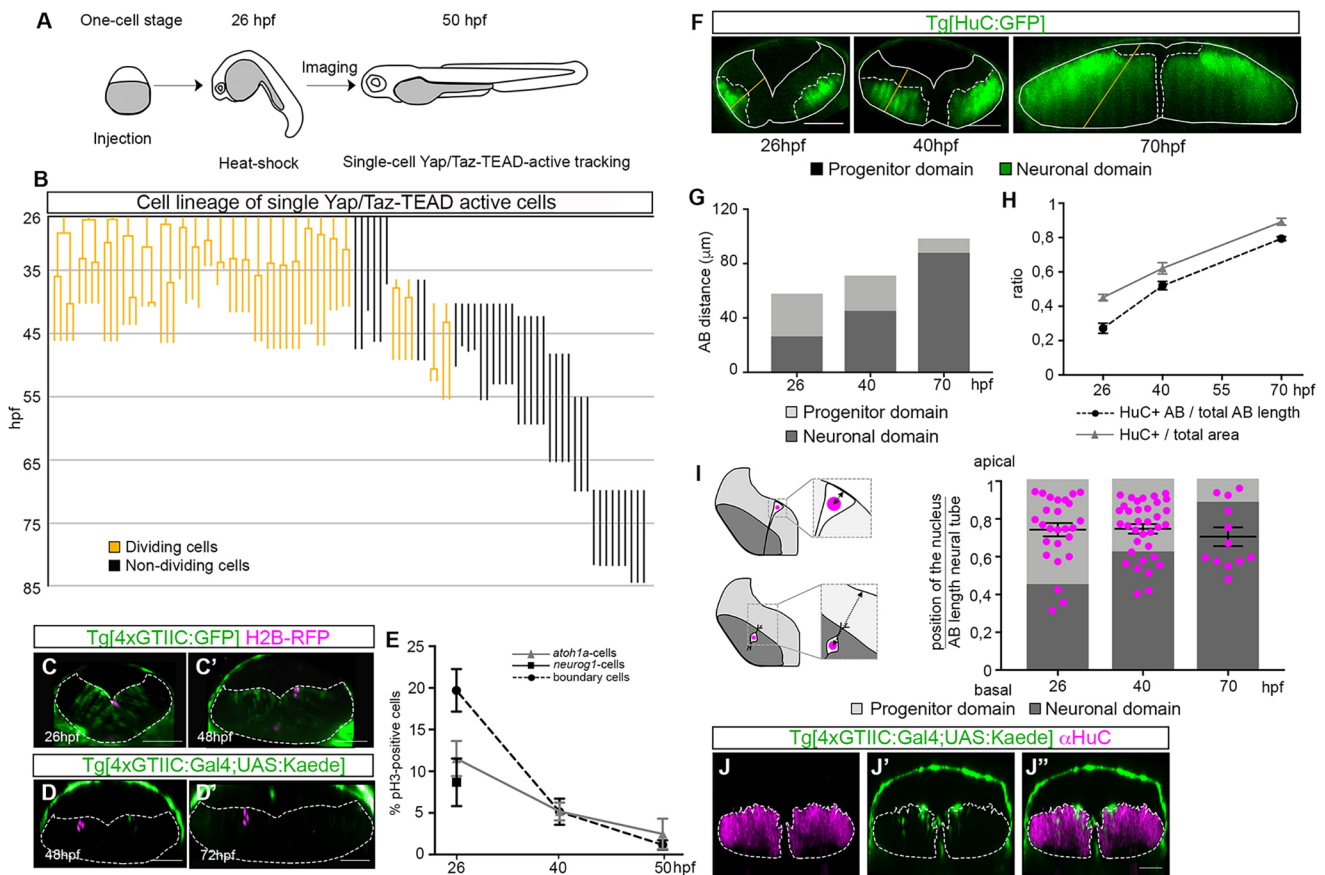 A
One-cell stage
26 hpf
50 hpf
Imaging
Injection
Heat-shock
Single-cell Yap/Taz-TEAD-active tracking
B
Cell lineage of single Yap/Taz-TEAD active cells
26
35
45
55
65
75
85
hpf
Dividing cells
Non-dividing cells
Tg[4xGTIIC:GFP] H2B-RFP
C
26hpf
C'
48hpf
Tg[4xGTIIC:Gal4;UAS:Kaede]
D
48hpf
D'
72hpf
E
% pH3-positive cells
25
20
15
10
5
0
26
40
50 hpf
atoh1a-cells
neurog1-cells
boundary cells
F
Tg[HuC:GFP]
26hpf
40hpf
70hpf
Progenitor domain
Neuronal domain
G
AB distance (μm)
120
80
40
0
26
40
70
hpf
Progenitor domain
Neuronal domain
H
ratio
1
0,8
0,6
0,4
0,2
0
26
40
55
70 hpf
HuC+ AB / total AB length
HuC+ / total area
I
apical
position of the nucleus
AB length neural tube
1
0,8
0,6
0,4
0,2
0
basal
26
40
70
hpf
Progenitor domain
Neuronal domain
Tg[4xGTIIC:Gal4;UAS:Kaede] αHuC
J
J'
J''